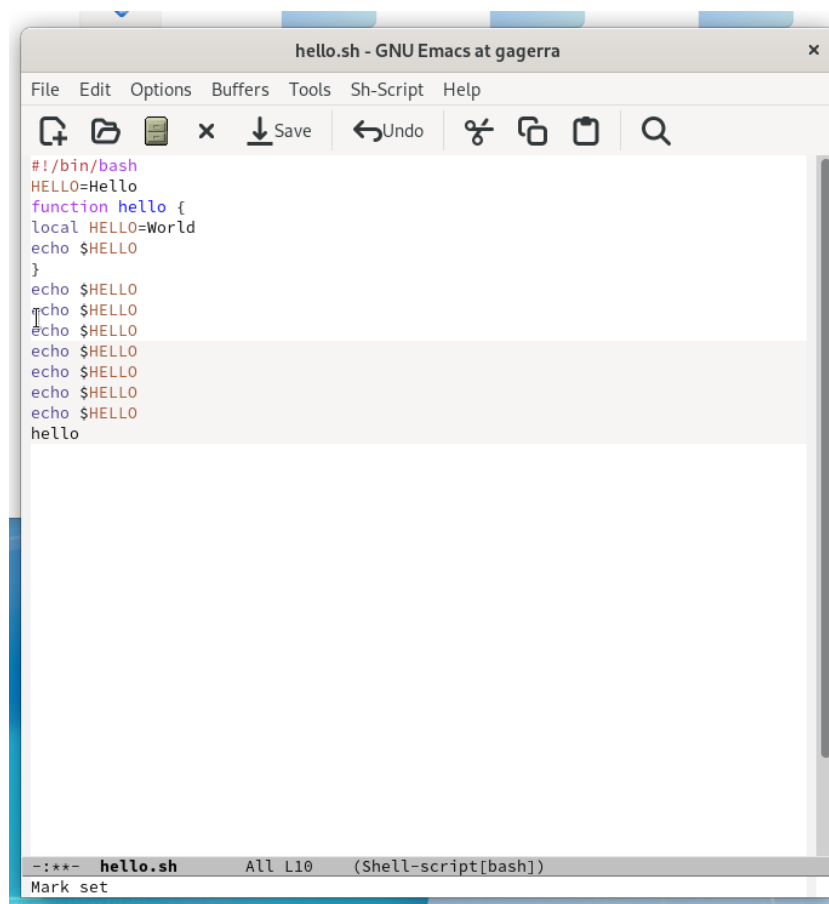 hello.sh - GNU Emacs at gagerra
File Edit Options Buffers Tools Sh-Script Help
Save Undo
#!/bin/bash
HELLO=Hello
function hello {
local HELLO=World
echo $HELLO
}
echo $HELLO
echo $HELLO
echo $HELLO
echo $HELLO
echo $HELLO
echo $HELLO
echo $HELLO
hello
-:**- hello.sh All L10 (Shell-script[bash])
Mark set